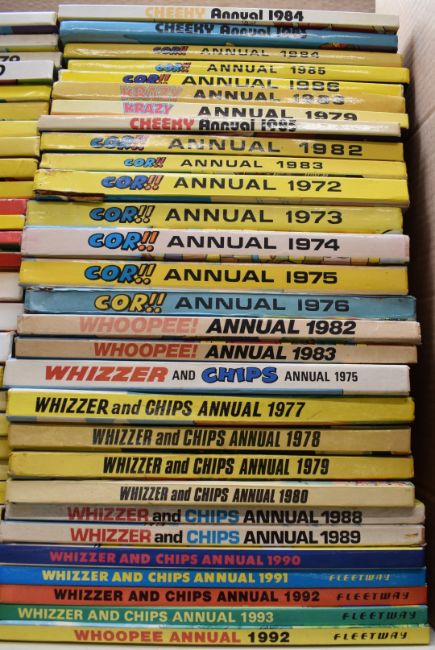 CHEEKY Annual 1984
CHEEKY Annual 1985
COR!! ANNUAL 1984
COR!! ANNUAL 1985
COR!! ANNUAL 1986
KRAZY ANNUAL
KRAZY ANNUAL 1979
CHEEKY Annual 1985
COR!! ANNUAL 1982
COR!! ANNUAL 1983
COR!! ANNUAL 1972
COR!! ANNUAL 1973
COR!! ANNUAL 1974
COR!! ANNUAL 1975
COR!! ANNUAL 1976
WHOOPEE! ANNUAL 1982
WHOOPEE! ANNUAL 1983
WHIZZER AND CHIPS ANNUAL 1975
WHIZZER and CHIPS ANNUAL 1977
WHIZZER and CHIPS ANNUAL 1978
WHIZZER and CHIPS ANNUAL 1979
WHIZZER and CHIPS ANNUAL 1980
WHIZZER and CHIPS ANNUAL 1988
WHIZZER and CHIPS ANNUAL 1989
WHIZZER AND CHIPS ANNUAL 1990
WHIZZER AND CHIPS ANNUAL 1991 FLEETWAY
WHIZZER AND CHIPS ANNUAL 1992 FLEETWAY
WHIZZER AND CHIPS ANNUAL 1993 FLEETWAY
WHOOPEE ANNUAL 1992 FLEETWAY